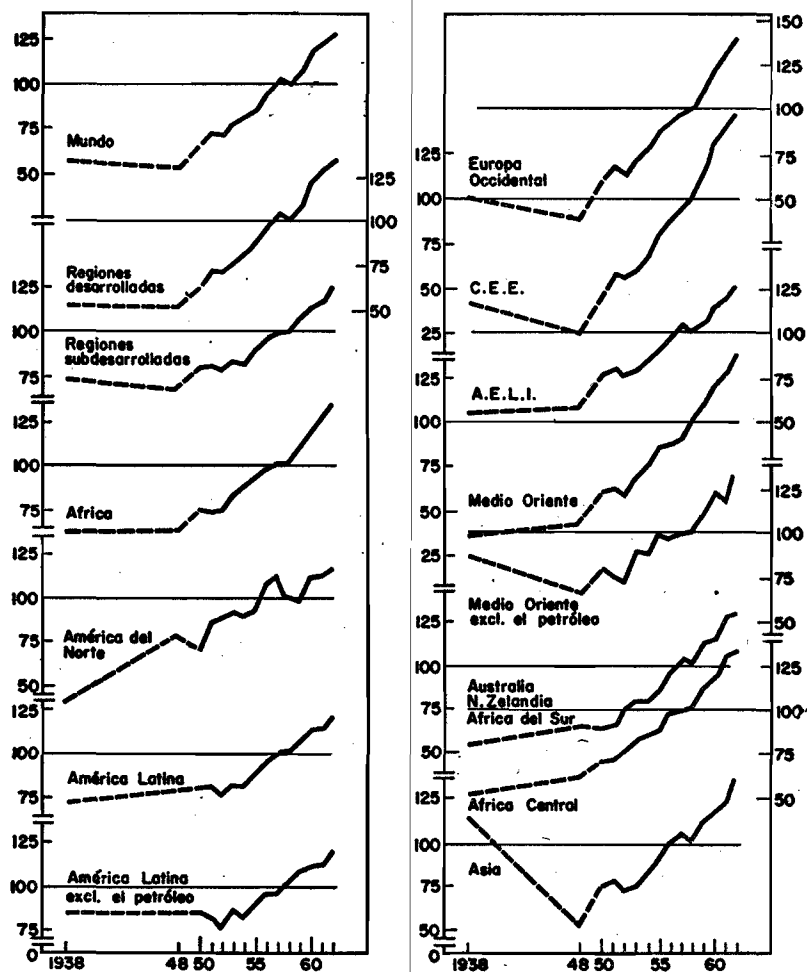 125
100
75
Mundo
50
125
100
75
Regiones
desarrolladas
125
50
100
Regiones
subdesarrolladas
75
125
100
75
Africa
125
100
75
América del
Norte
50
125
100
América Latina
75
125
América Latina
excl. el petróleo
100
75
0
1938 48 50 55 60
150
125
100
125
Europa
Occidental
75
100 50
75
C.E.E.
50
125
25 100
A.E.L.I.
75
100 50
75
Medio Oriente
125
50
100
25
75
Medio Oriente
excl. el petróleo
50
125
100 125
Australia
N.Zelandia
Africa del Sur
75 100
50 75
125 50
Africa Central
100
75
Asia
50
0
1938 48 50 55 60